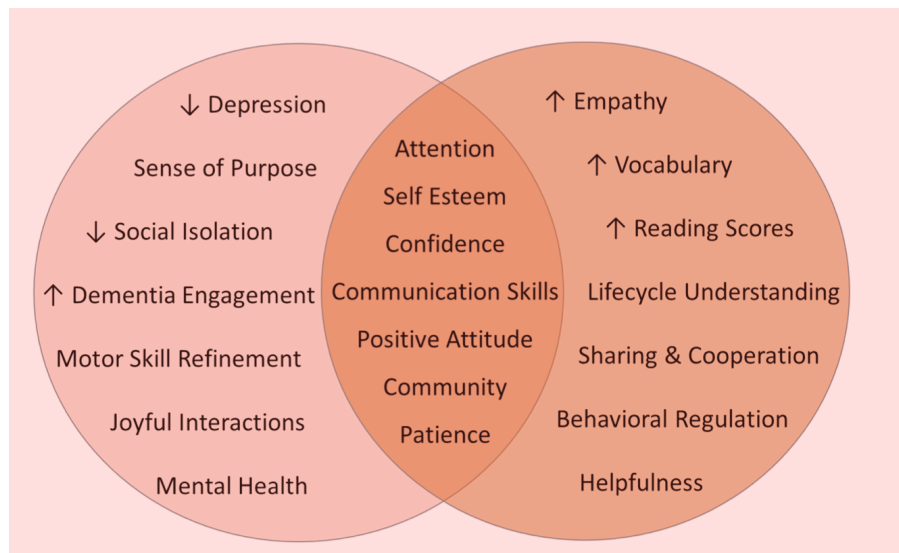 ↓ Depression
Sense of Purpose
↓ Social Isolation
↑ Dementia Engagement
Motor Skill Refinement
Joyful Interactions
Mental Health
Attention
Self Esteem
Confidence
Communication Skills
Positive Attitude
Community
Patience
↑ Empathy
↑ Vocabulary
↑ Reading Scores
Lifecycle Understanding
Sharing & Cooperation
Behavioral Regulation
Helpfulness